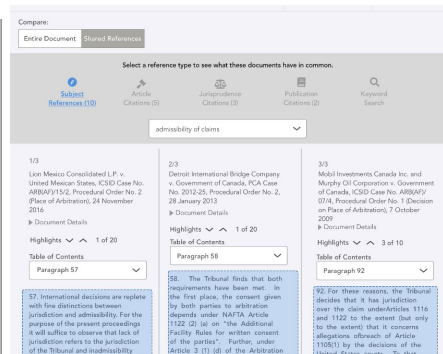 Compare:
Entire Document Shared References
Select a reference type to see what these documents have in common.
Subject References (10)
Article Citations (5)
Jurisprudence Citations (3)
Publication Citations (2)
Keyword Search
admissibility of claims
1/3
Lion Mexico Consolidated L.P. v.
United Mexican States, ICSID Case No.
ARB(AF)/15/2, Procedural Order No. 2
(Place of Arbitration), 24 November
2016
Document Details
Highlights 1 of 20
Table of Contents
Paragraph 57
57. International decisions are replete
with fine distinctions between
jurisdiction and admissibility. For the
purpose of the present proceedings
it will suffice to observe that lack of
jurisdiction refers to the jurisdiction
of the Tribunal and inadmissibility
2/3
Detroit International Bridge Company
v. Government of Canada, PCA Case
No. 2012-25, Procedural Order No. 2,
28 January 2013
Document Details
Highlights 1 of 20
Table of Contents
Paragraph 58
58. The Tribunal finds that both
requirements have been met. In
the first place, the consent given
by both parties to arbitration
depends under NAFTA Article
1122 (2) (a) on "the Additional
Facility Rules for written consent
of the parties". Further, under
Article 3 (1) (d) of the Arbitration
3/3
Mobil Investments Canada Inc. and
Murphy Oil Corporation v. Government
of Canada, ICSID Case No. ARB(AF)/
07/4, Procedural Order No. 1 (Decision
on Place of Arbitration), 7 October
2009
Document Details
Highlights 3 of 10
Table of Contents
Paragraph 92
92. For these reasons, the Tribunal
decides that it has jurisdiction
over the claim underArticles 1116
and 1122 to the extent (but only
to the extent) that it concerns
allegations ofbreach of Article
1105(1) by the decisions of the
United States courts. To that